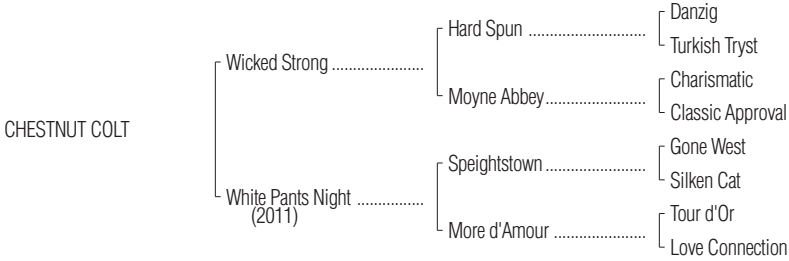 CHESTNUT COLT
Wicked Strong .....................
White Pants Night ...............
(2011)
Hard Spun ..........................
Moyne Abbey.......................
Speightstown.......................
More d'Amour .....................
Danzig
Turkish Tryst
Charismatic
Classic Approval
Gone West
Silken Cat
Tour d'Or
Love Connection